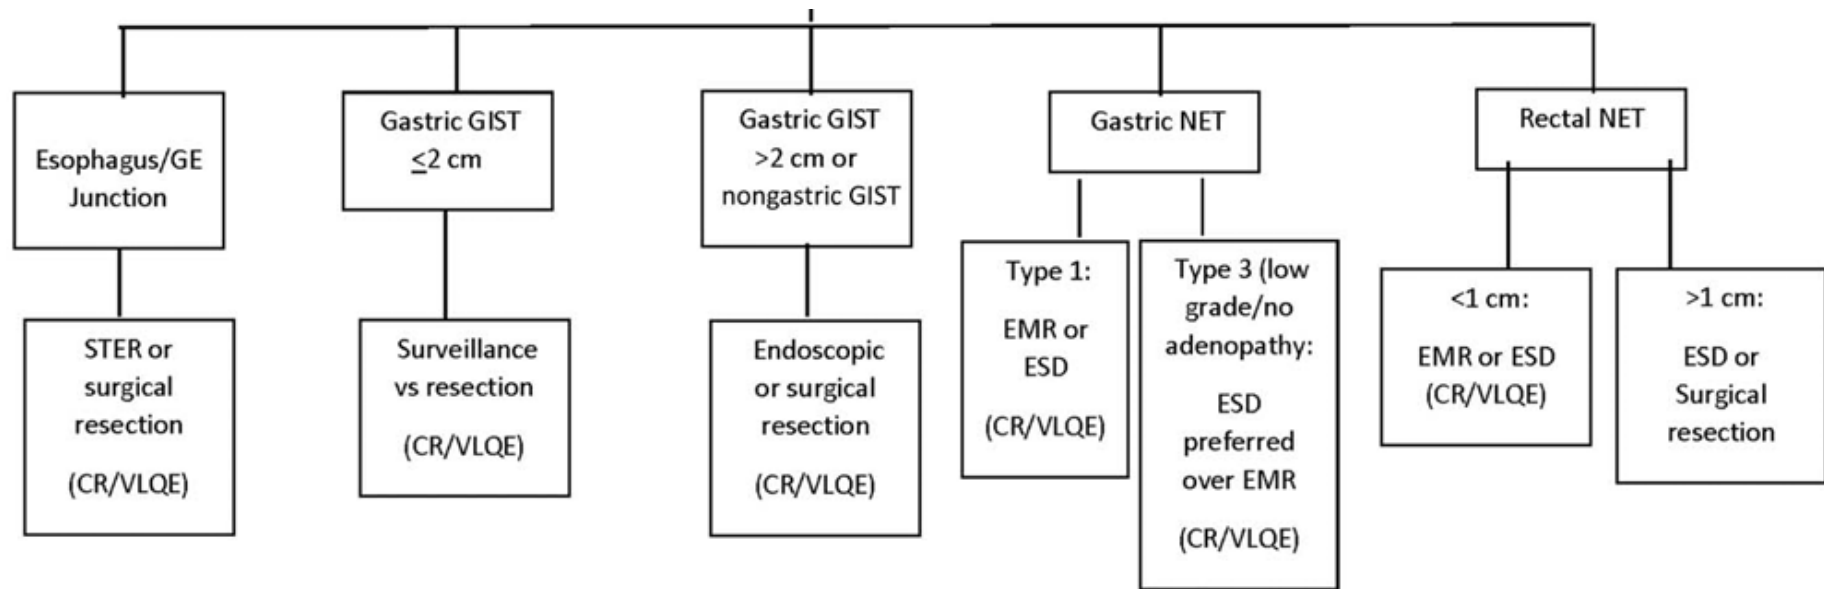 Esophagus/GE
Junction
Gastric GIST
≤2 cm
Gastric GIST
>2 cm or
nongastric GIST
Gastric NET
Rectal NET
STER or
surgical
resection
(CR/VLQE)
Surveillance
vs resection
(CR/VLQE)
Endoscopic
or surgical
resection
(CR/VLQE)
Type 1:
EMR or
ESD
(CR/VLQE)
Type 3 (low
grade/no
adenopathy:
ESD
preferred
over EMR
(CR/VLQE)
<1 cm:
EMR or ESD
(CR/VLQE)
>1 cm:
ESD or
Surgical
resection